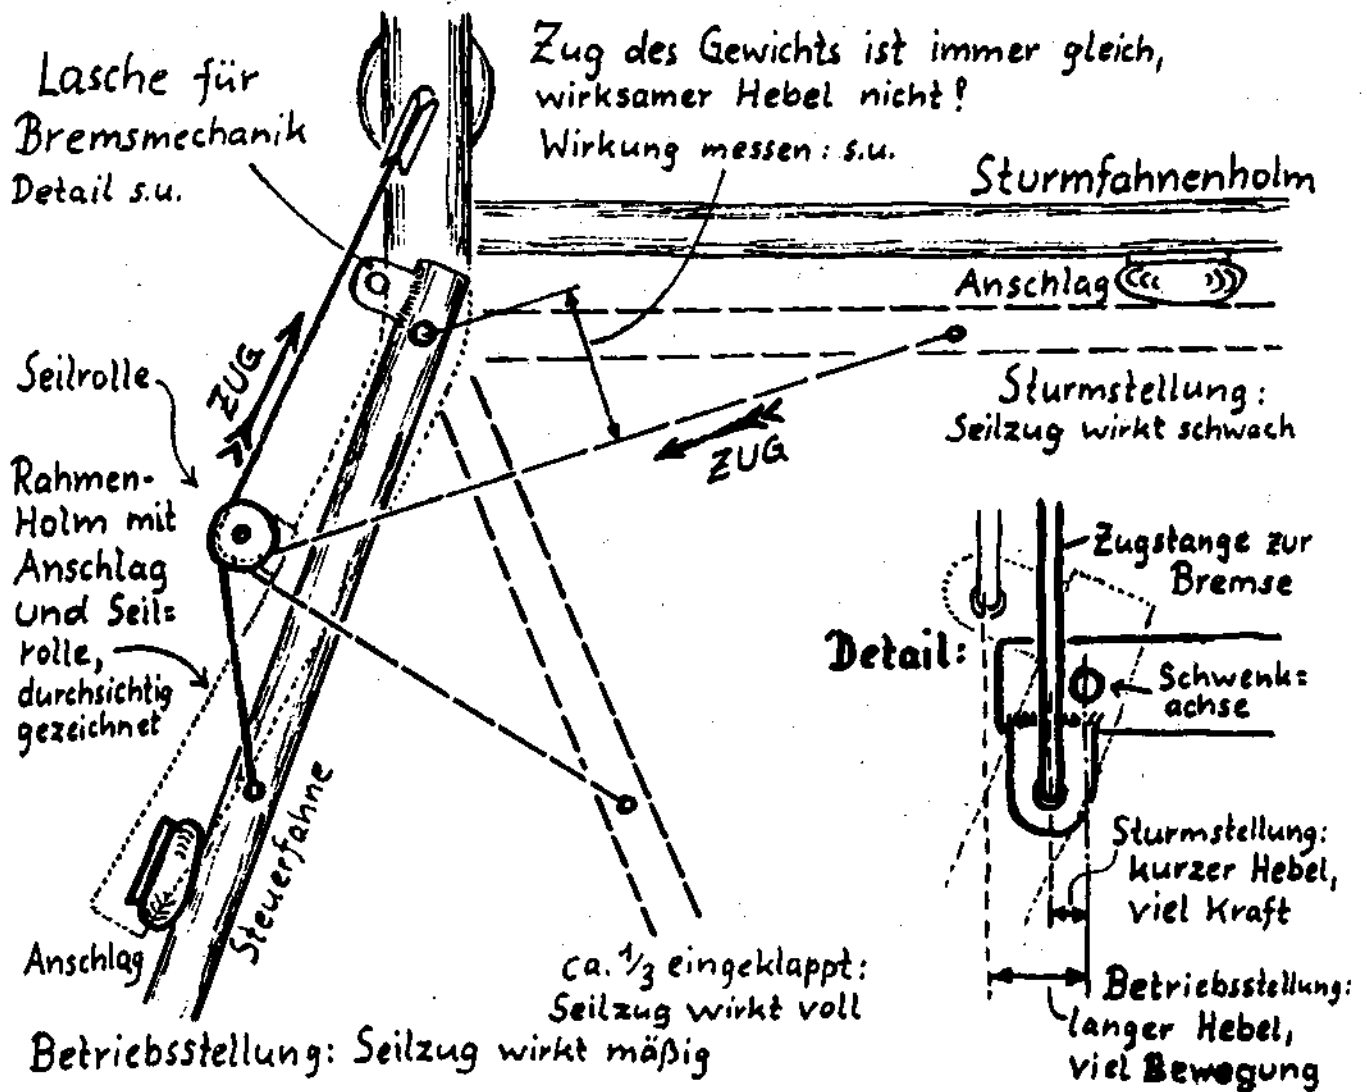 Lasche für
Bremsmechanik
Detail s.u.
Zug des Gewichts ist immer gleich,
wirksamer Hebel nicht!
Wirkung messen: s.u.
Sturmfahnenholm
Anschlag
Seilrolle
ZUG
ZUG
Sturmstellung:
Seilzug wirkt schwach
Rahmen-
Holm mit
Anschlag
und Seil=
rolle,
durchsichtig
gezeichnet
Zugstange zur
Bremse
Detail:
Schwenk=
achse
Steuerfahne
Anschlag
Sturmstellung:
kurzer Hebel,
viel Kraft
ca. 1/3 eingeklappt:
Seilzug wirkt voll
Betriebsstellung:
langer Hebel,
viel Bewegung
Betriebsstellung: Seilzug wirkt mäßig